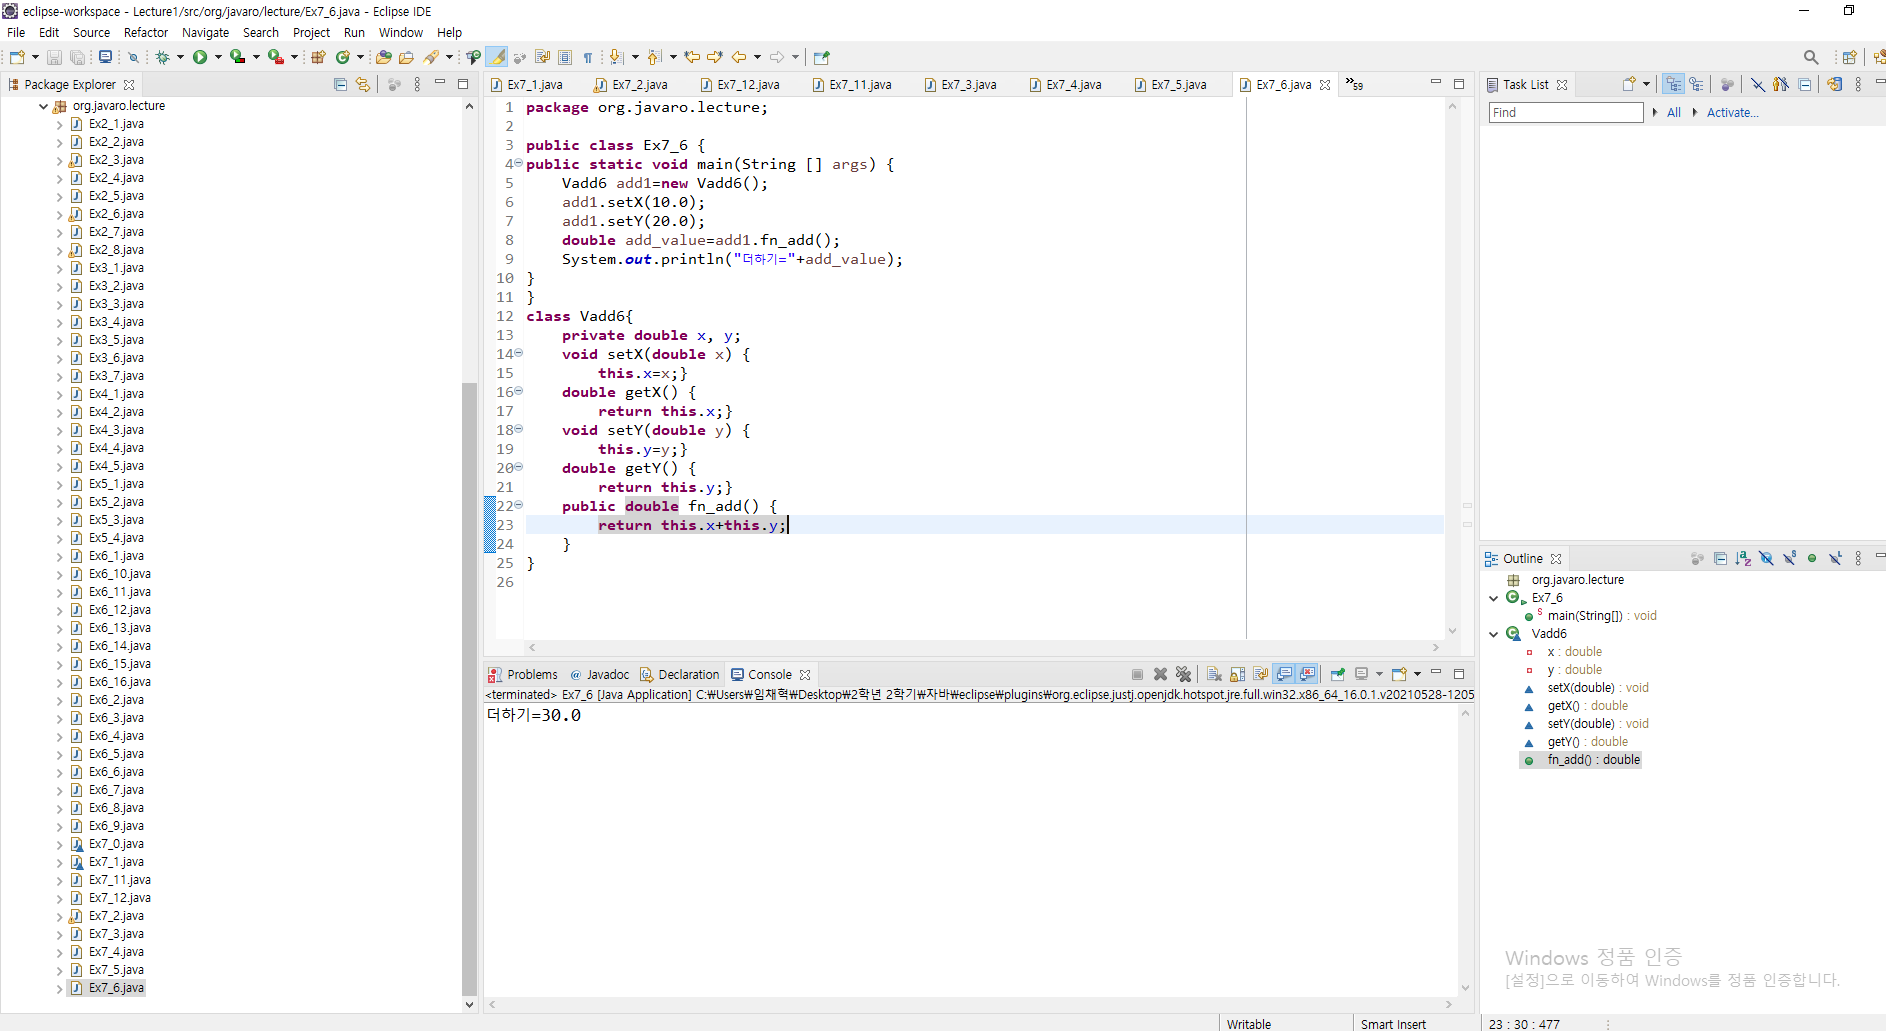 eclipse-workspace - Lecture1/src/org/javaro/lecture/Ex7_6.java - Eclipse IDE
File Edit Source Refactor Navigate Search Project Run Window Help
Package Explorer
org.javaro.lecture
Ex2_1.java
Ex2_2.java
Ex2_3.java
Ex2_4.java
Ex2_5.java
Ex2_6.java
Ex2_7.java
Ex2_8.java
Ex3_1.java
Ex3_2.java
Ex3_3.java
Ex3_4.java
Ex3_5.java
Ex3_6.java
Ex3_7.java
Ex4_1.java
Ex4_2.java
Ex4_3.java
Ex4_4.java
Ex4_5.java
Ex5_1.java
Ex5_2.java
Ex5_3.java
Ex5_4.java
Ex6_1.java
Ex6_10.java
Ex6_11.java
Ex6_12.java
Ex6_13.java
Ex6_14.java
Ex6_15.java
Ex6_16.java
Ex6_2.java
Ex6_3.java
Ex6_4.java
Ex6_5.java
Ex6_6.java
Ex6_7.java
Ex6_8.java
Ex6_9.java
Ex7_0.java
Ex7_1.java
Ex7_11.java
Ex7_12.java
Ex7_2.java
Ex7_3.java
Ex7_4.java
Ex7_5.java
Ex7_6.java
Ex7_1.java Ex7_2.java Ex7_12.java Ex7_11.java Ex7_3.java Ex7_4.java Ex7_5.java Ex7_6.java »59
1 package org.javaro.lecture;
2
3 public class Ex7_6 {
4 public static void main(String [] args) {
5     Vadd6 add1=new Vadd6();
6     add1.setX(10.0);
7     add1.setY(20.0);
8     double add_value=add1.fn_add();
9     System.out.println("더하기="+add_value);
10 }
11 }
12 class Vadd6{
13     private double x, y;
14     void setX(double x) {
15         this.x=x;}
16     double getX() {
17         return this.x;}
18     void setY(double y) {
19         this.y=y;}
20     double getY() {
21         return this.y;}
22     public double fn_add() {
23         return this.x+this.y;
24     }
25 }
26
Problems Javadoc Declaration Console
<terminated> Ex7_6 [Java Application] C:₩Users₩임채혁₩Desktop₩2학년 2학기₩자바₩eclipse₩plugins₩org.eclipse.justj.openjdk.hotspot.jre.full.win32.x86_64_16.0.1.v20210528-1205
더하기=30.0
Task List
Find All Activate...
Outline
org.javaro.lecture
Ex7_6
main(String[]) : void
Vadd6
x : double
y : double
setX(double) : void
getX() : double
setY(double) : void
getY() : double
fn_add() : double
Windows 정품 인증
[설정]으로 이동하여 Windows를 정품 인증합니다.
Writable Smart Insert 23 : 30 : 477